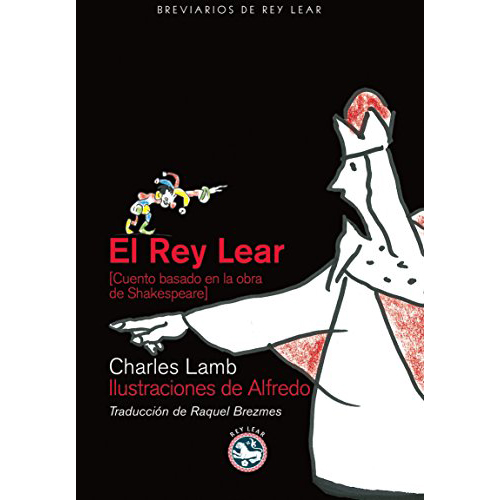 BREVIARIOS DE REY LEAR
El Rey Lear
[Cuento basado en la obra
de Shakespeare]
Charles Lamb
Ilustraciones de Alfredo
Traducción de Raquel Brezmes
REY LEAR